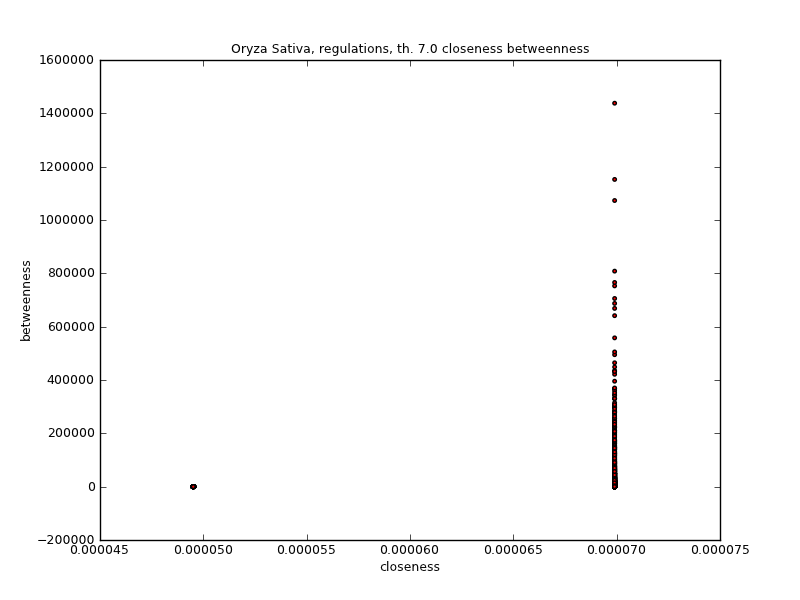 Oryza Sativa, regulations, th. 7.0 closeness betweenness
1600000
1400000
1200000
1000000
800000
600000
400000
200000
0
−200000
betweenness
0.000045 0.000050 0.000055 0.000060 0.000065 0.000070 0.000075
closeness